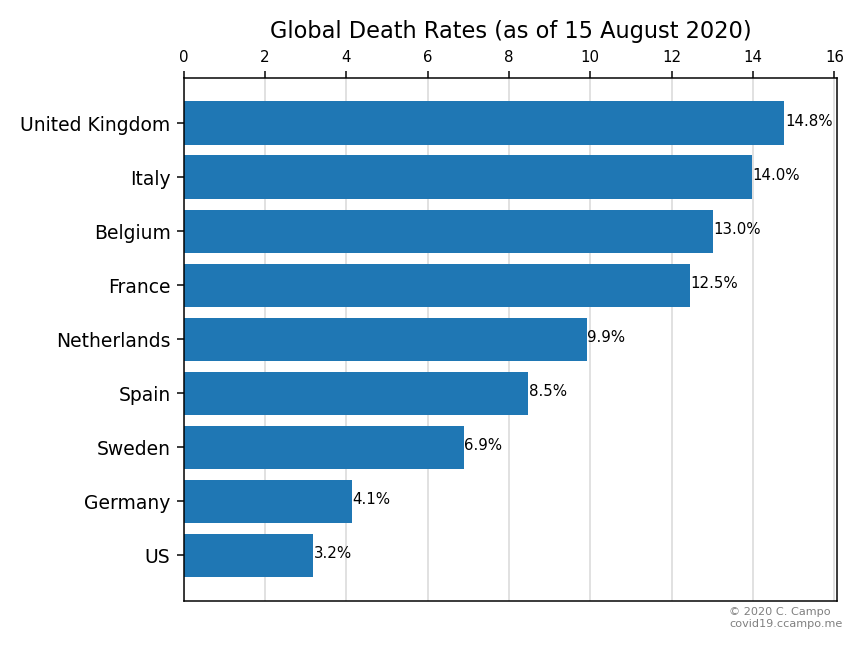 Global Death Rates (as of 15 August 2020)
0 2 4 6 8 10 12 14 16
United Kingdom 14.8%
Italy 14.0%
Belgium 13.0%
France 12.5%
Netherlands 9.9%
Spain 8.5%
Sweden 6.9%
Germany 4.1%
US 3.2%
© 2020 C. Campo
covid19.ccampo.me